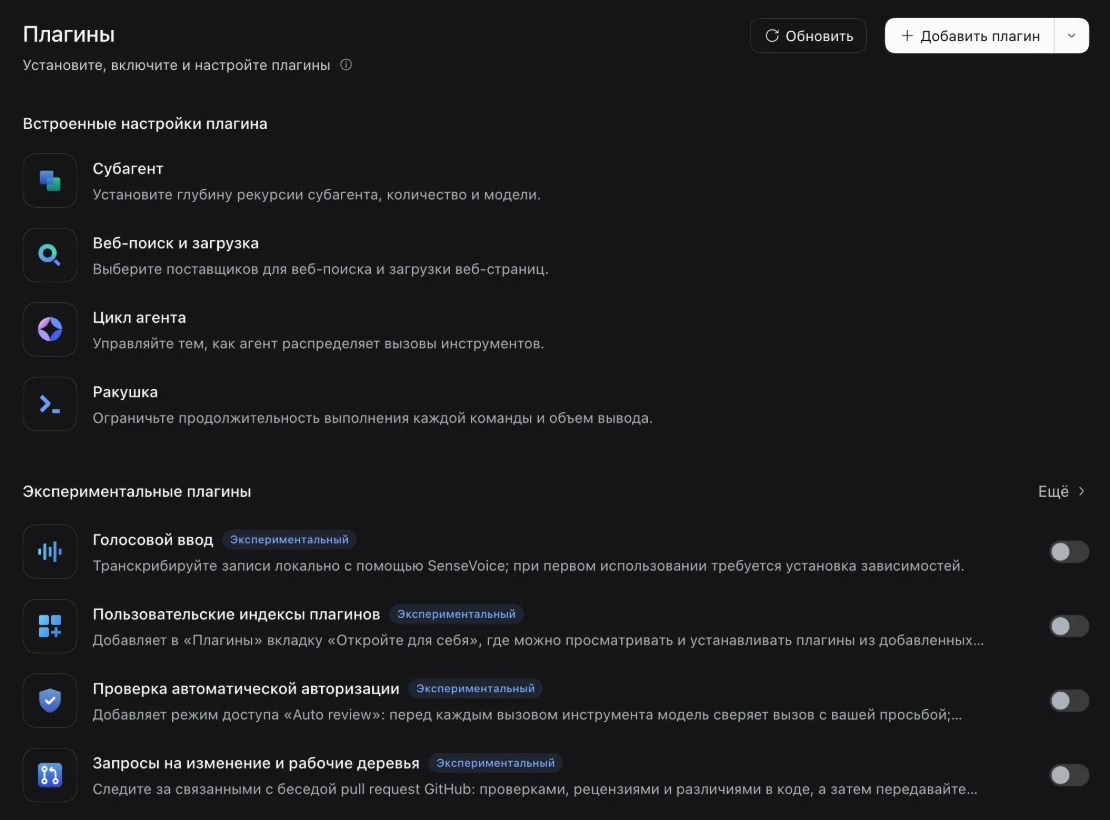 Плагины
Обновить
Добавить плагин
Установите, включите и настройте плагины
Встроенные настройки плагина
Субагент
Установите глубину рекурсии субагента, количество и модели.
Веб-поиск и загрузка
Выберите поставщиков для веб-поиска и загрузки веб-страниц.
Цикл агента
Управляйте тем, как агент распределяет вызовы инструментов.
Ракушка
Ограничьте продолжительность выполнения каждой команды и объем вывода.
Экспериментальные плагины
Ещё
Голосовой ввод Экспериментальный
Транскрибируйте записи локально с помощью SenseVoice; при первом использовании требуется установка зависимостей.
Пользовательские индексы плагинов Экспериментальный
Добавляет в «Плагины» вкладку «Откройте для себя», где можно просматривать и устанавливать плагины из добавленных...
Проверка автоматической авторизации Экспериментальный
Добавляет режим доступа «Auto review»: перед каждым вызовом инструмента модель сверяет вызов с вашей просьбой;...
Запросы на изменение и рабочие деревья Экспериментальный
Следите за связанными с беседой pull request GitHub: проверками, рецензиями и различиями в коде, а затем передавайте...